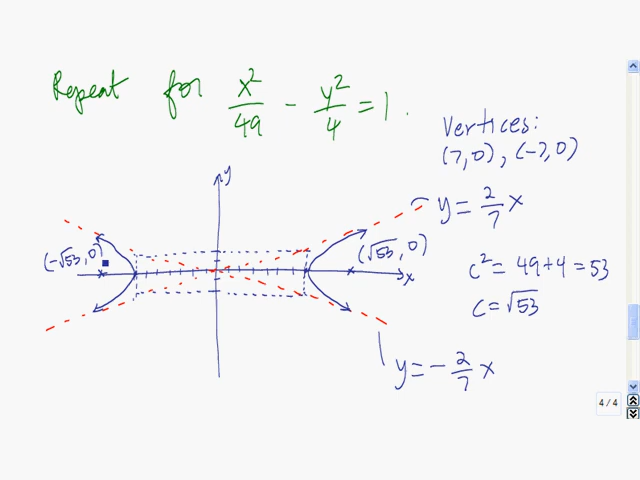 Repeat for x²/49 - y²/4 = 1.
Vertices:
(7,0), (-7,0)
y
y = 2/7 x
(-√53, 0)
(√53, 0)
x
c² = 49+4 = 53
c = √53
y = - 2/7 x
4/4